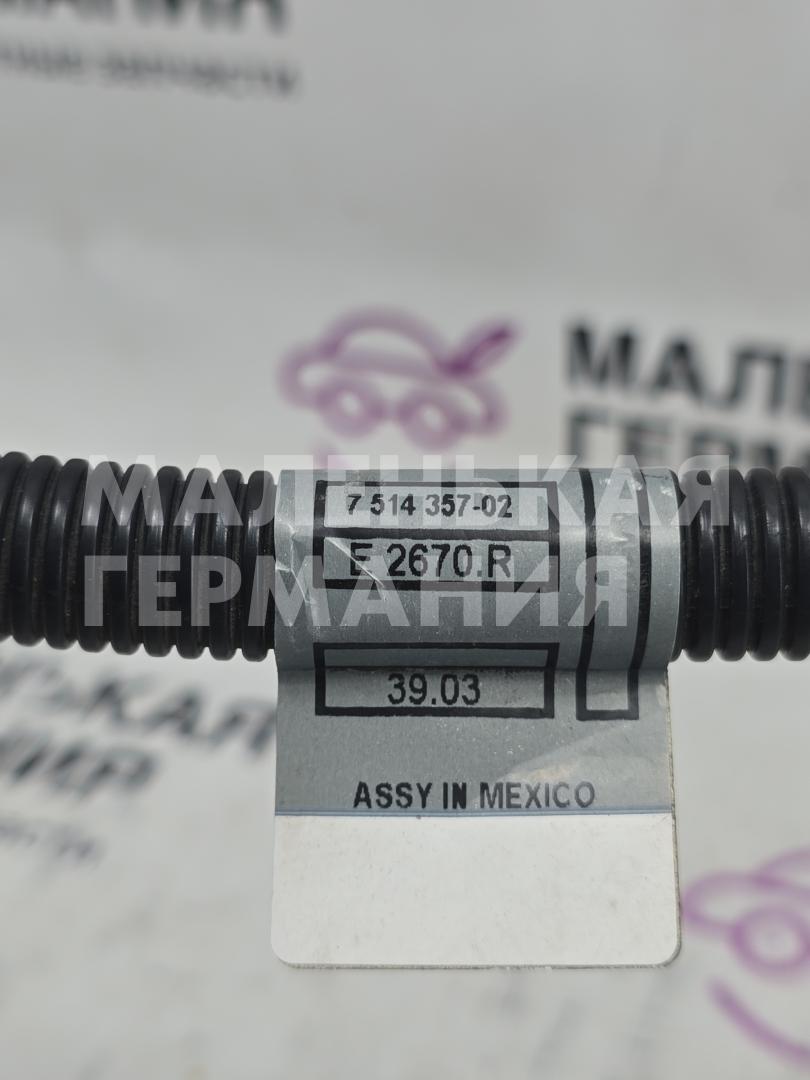 МАЛЕНЬКАЯ
ГЕРМАНИЯ
7 514 357-02
E 2670.R
39.03
ASSY IN MEXICO